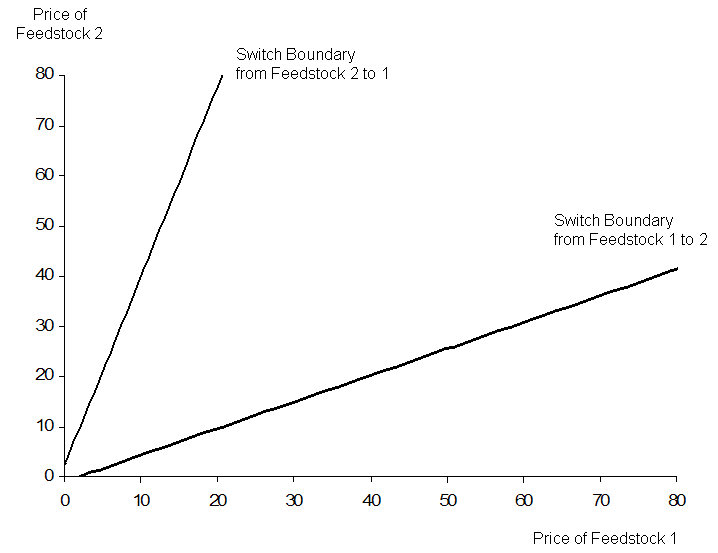 Price of
Feedstock 2
Switch Boundary
from Feedstock 2 to 1
80
70
60
50
40
30
20
10
0
Switch Boundary
from Feedstock 1 to 2
0 10 20 30 40 50 60 70 80
Price of Feedstock 1